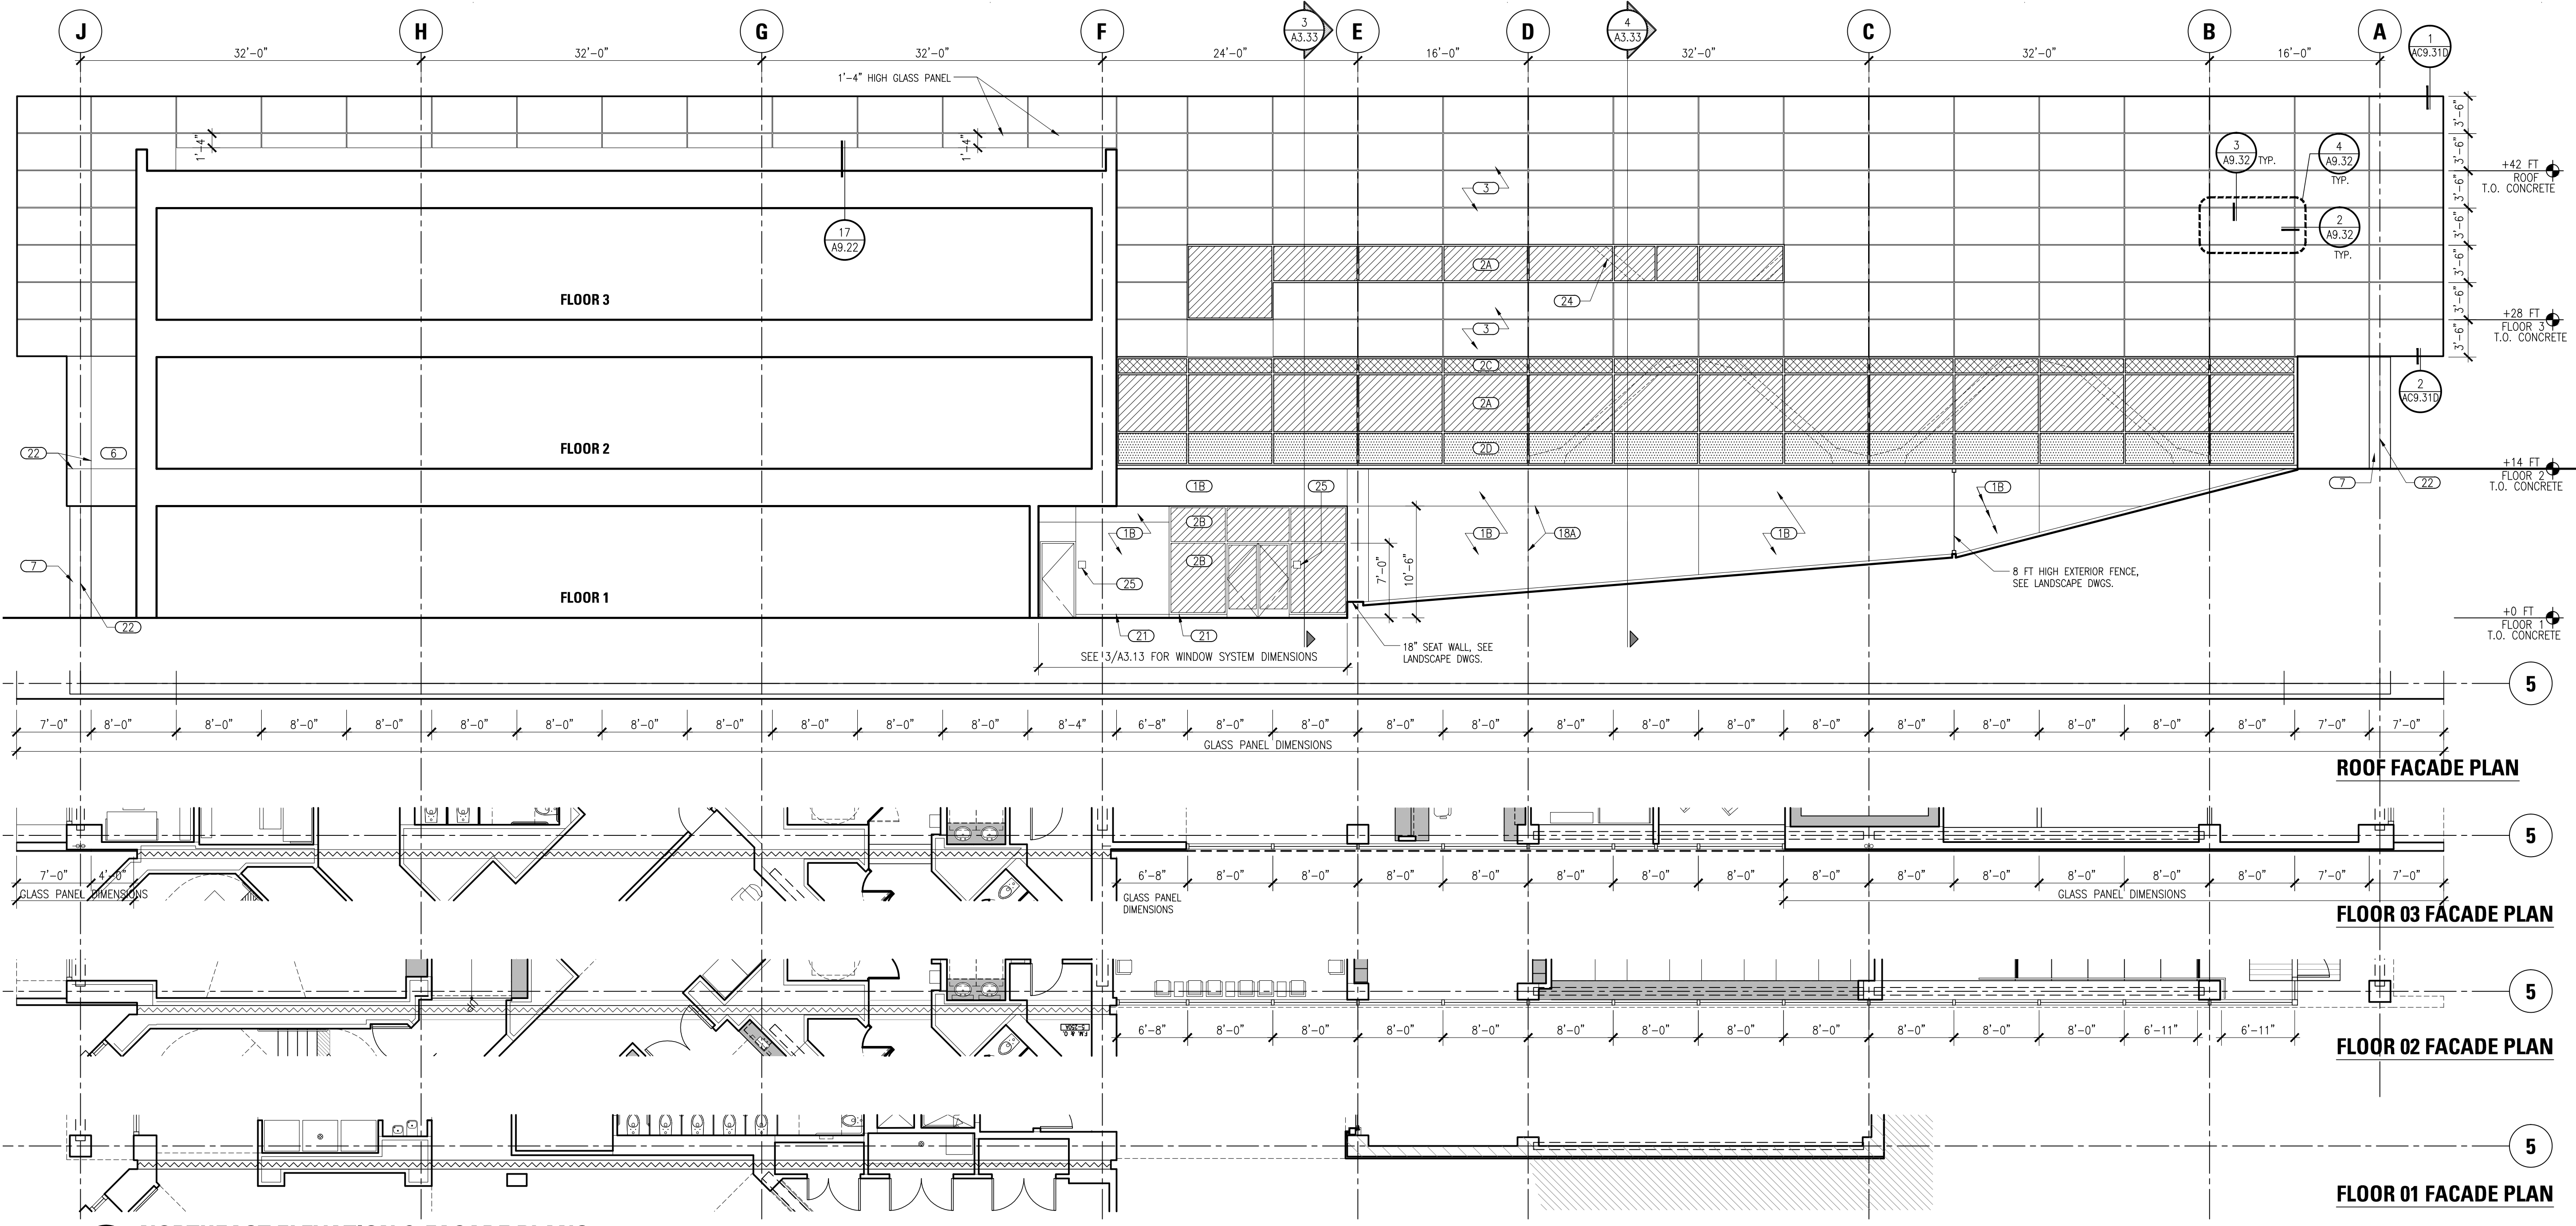 J H G F E D C B A
3
A3.33
4
A3.33
1
AC9.31D
32'-0" 32'-0" 32'-0" 24'-0" 16'-0" 32'-0" 32'-0" 16'-0"
1'-4" HIGH GLASS PANEL
1'-4" 1'-4"
3'-6" 3'-6" 3'-6" 3'-6" 3'-6" 3'-6" 3'-6"
3
A9.32 TYP.
4
A9.32
TYP.
2
A9.32
TYP.
+42 FT
ROOF
T.O. CONCRETE
17
A9.22
3
2A
24
3
FLOOR 3
+28 FT
FLOOR 3
T.O. CONCRETE
2C
2A
2D
2
AC9.31D
FLOOR 2
22 6
+14 FT
FLOOR 2
T.O. CONCRETE
7 22
1B 25 1B
2B
1B 1B 18A 1B
2B
7'-0" 10'-6"
7
25
8 FT HIGH EXTERIOR FENCE,
SEE LANDSCAPE DWGS.
FLOOR 1
22
21 21
+0 FT
FLOOR 1
T.O. CONCRETE
18" SEAT WALL, SEE
LANDSCAPE DWGS.
SEE 3/A3.13 FOR WINDOW SYSTEM DIMENSIONS
5
7'-0" 8'-0" 8'-0" 8'-0" 8'-0" 8'-0" 8'-0" 8'-0" 8'-0" 8'-0" 8'-0" 8'-0" 8'-4" 6'-8" 8'-0" 8'-0" 8'-0" 8'-0" 8'-0" 8'-0" 8'-0" 8'-0" 8'-0" 8'-0" 8'-0" 8'-0" 8'-0" 7'-0" 7'-0"
GLASS PANEL DIMENSIONS
ROOF FACADE PLAN
5
7'-0" 4'-0" 6'-8" 8'-0" 8'-0" 8'-0" 8'-0" 8'-0" 8'-0" 8'-0" 8'-0" 8'-0" 8'-0" 8'-0" 8'-0" 8'-0" 7'-0" 7'-0"
GLASS PANEL DIMENSIONS
GLASS PANEL
DIMENSIONS
GLASS PANEL DIMENSIONS
FLOOR 03 FACADE PLAN
5
6'-8" 8'-0" 8'-0" 8'-0" 8'-0" 8'-0" 8'-0" 8'-0" 8'-0" 8'-0" 8'-0" 6'-11" 6'-11"
FLOOR 02 FACADE PLAN
5
FLOOR 01 FACADE PLAN